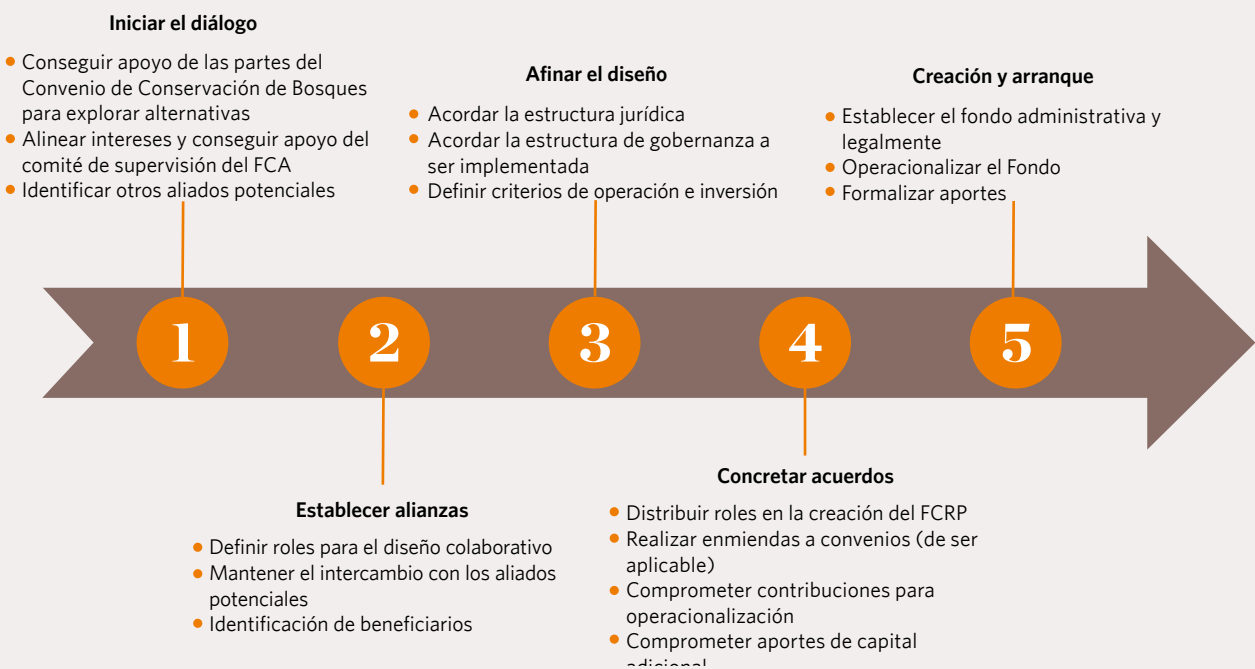 Iniciar el diálogo
Conseguir apoyo de las partes del
Convenio de Conservación de Bosques
para explorar alternativas
Alinear intereses y conseguir apoyo del
comité de supervisión del FCA
Identificar otros aliados potenciales
Afinar el diseño
Acordar la estructura jurídica
Acordar la estructura de gobernanza a
ser implementada
Definir criterios de operación e inversión
Creación y arranque
Establecer el fondo administrativa y
legalmente
Operacionalizar el Fondo
Formalizar aportes
1
2
3
4
5
Establecer alianzas
Definir roles para el diseño colaborativo
Mantener el intercambio con los aliados
potenciales
Identificación de beneficiarios
Concretar acuerdos
Distribuir roles en la creación del FCRP
Realizar enmiendas a convenios (de ser
aplicable)
Comprometer contribuciones para
operacionalización
Comprometer aportes de capital
adicional